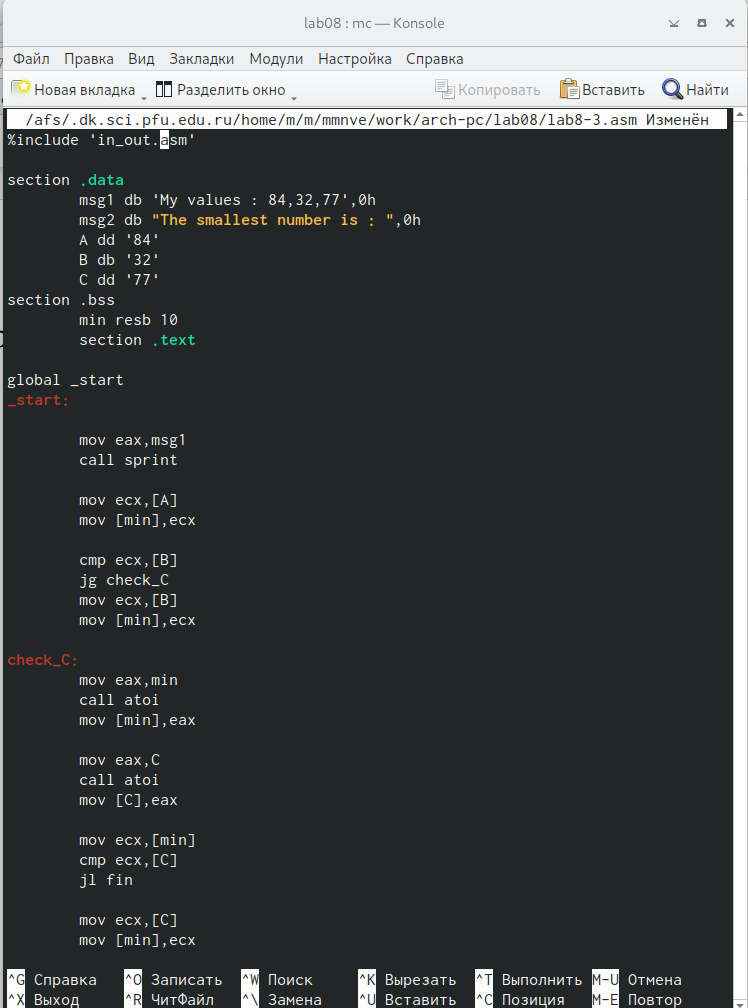 lab08 : mc — Konsole
Файл Правка Вид Закладки Модули Настройка Справка
Новая вкладка Разделить окно Копировать Вставить Найти
/afs/.dk.sci.pfu.edu.ru/home/m/m/mmnve/work/arch-pc/lab08/lab8-3.asm Изменён
%include 'in_out.asm'
section .data
msg1 db 'My values : 84,32,77',0h
msg2 db "The smallest number is : ",0h
A dd '84'
B db '32'
C dd '77'
section .bss
min resb 10
section .text
global _start
_start:
mov eax,msg1
call sprint
mov ecx,[A]
mov [min],ecx
cmp ecx,[B]
jg check_C
mov ecx,[B]
mov [min],ecx
check_C:
mov eax,min
call atoi
mov [min],eax
mov eax,C
call atoi
mov [C],eax
mov ecx,[min]
cmp ecx,[C]
jl fin
mov ecx,[C]
mov [min],ecx
^G Справка ^O Записать ^W Поиск ^K Вырезать ^T Выполнить M-U Отмена
^X Выход ^R ЧитФайл ^\ Замена ^U Вставить ^C Позиция M-E Повтор